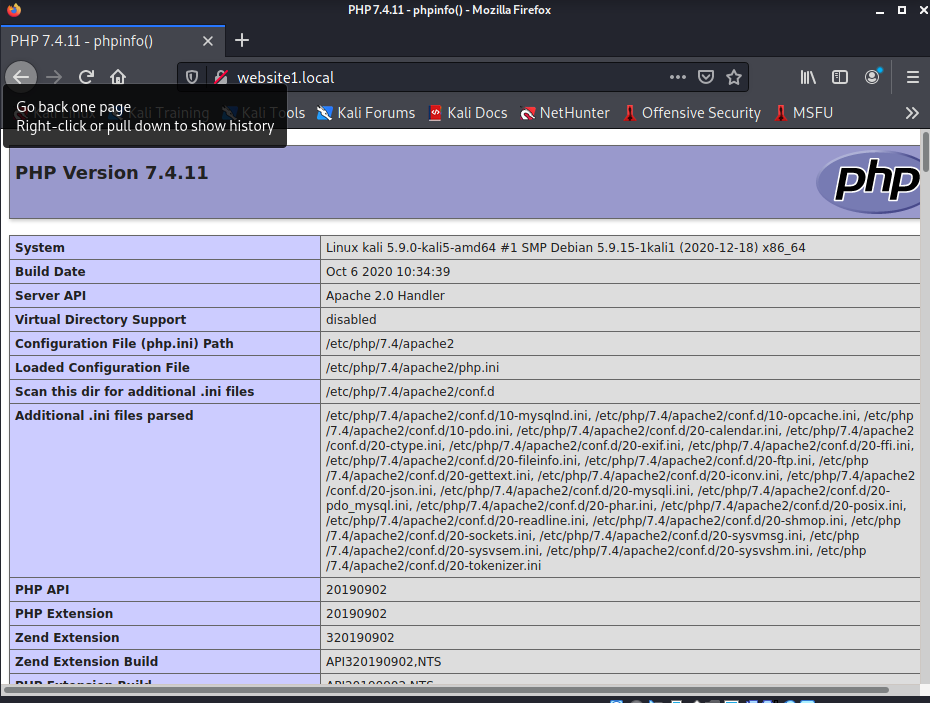 PHP 7.4.11 - phpinfo() - Mozilla Firefox
PHP 7.4.11 - phpinfo()
website1.local
Go back one page
Right-click or pull down to show history
Kali Linux Kali Training Kali Tools Kali Forums Kali Docs NetHunter Offensive Security MSFU
PHP Version 7.4.11
php
System Linux kali 5.9.0-kali5-amd64 #1 SMP Debian 5.9.15-1kali1 (2020-12-18) x86_64
Build Date Oct 6 2020 10:34:39
Server API Apache 2.0 Handler
Virtual Directory Support disabled
Configuration File (php.ini) Path /etc/php/7.4/apache2
Loaded Configuration File /etc/php/7.4/apache2/php.ini
Scan this dir for additional .ini files /etc/php/7.4/apache2/conf.d
Additional .ini files parsed /etc/php/7.4/apache2/conf.d/10-mysqlnd.ini, /etc/php/7.4/apache2/conf.d/10-opcache.ini, /etc/php
/7.4/apache2/conf.d/10-pdo.ini, /etc/php/7.4/apache2/conf.d/20-calendar.ini, /etc/php/7.4/apache2
/conf.d/20-ctype.ini, /etc/php/7.4/apache2/conf.d/20-exif.ini, /etc/php/7.4/apache2/conf.d/20-ffi.ini,
/etc/php/7.4/apache2/conf.d/20-fileinfo.ini, /etc/php/7.4/apache2/conf.d/20-ftp.ini, /etc/php
/7.4/apache2/conf.d/20-gettext.ini, /etc/php/7.4/apache2/conf.d/20-iconv.ini, /etc/php/7.4/apache2
/conf.d/20-json.ini, /etc/php/7.4/apache2/conf.d/20-mysqli.ini, /etc/php/7.4/apache2/conf.d/20-
pdo_mysql.ini, /etc/php/7.4/apache2/conf.d/20-phar.ini, /etc/php/7.4/apache2/conf.d/20-posix.ini,
/etc/php/7.4/apache2/conf.d/20-readline.ini, /etc/php/7.4/apache2/conf.d/20-shmop.ini, /etc/php
/7.4/apache2/conf.d/20-sockets.ini, /etc/php/7.4/apache2/conf.d/20-sysvmsg.ini, /etc/php
/7.4/apache2/conf.d/20-sysvsem.ini, /etc/php/7.4/apache2/conf.d/20-sysvshm.ini, /etc/php
/7.4/apache2/conf.d/20-tokenizer.ini
PHP API 20190902
PHP Extension 20190902
Zend Extension 320190902
Zend Extension Build API320190902,NTS
PHP Extension Build API20190902,NTS